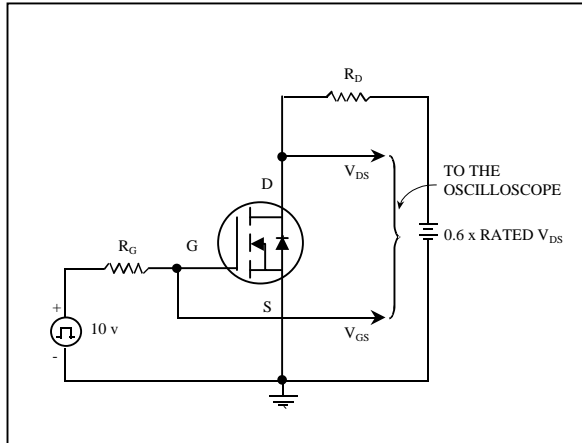 R_D
D
V_DS
TO THE
OSCILLOSCOPE
R_G
G
0.6 x RATED V_DS
S
+
10 v
V_GS
-